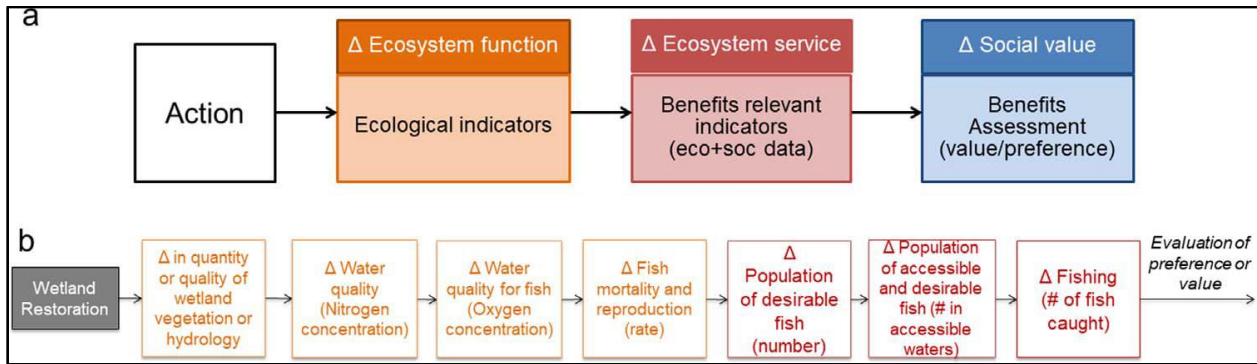 a
Δ Ecosystem function
Δ Ecosystem service
Δ Social value
Action
Ecological indicators
Benefits relevant
indicators
(eco+soc data)
Benefits
Assessment
(value/preference)
b
Wetland
Restoration
Δ in quantity
or quality of
wetland
vegetation or
hydrology
Δ Water
quality
(Nitrogen
concentration)
Δ Water
quality for fish
(Oxygen
concentration)
Δ Fish
mortality and
reproduction
(rate)
Δ
Population
of desirable
fish
(number)
Δ Population
of accessible
and desirable
fish (# in
accessible
waters)
Δ Fishing
(# of fish
caught)
Evaluation of
preference or
value